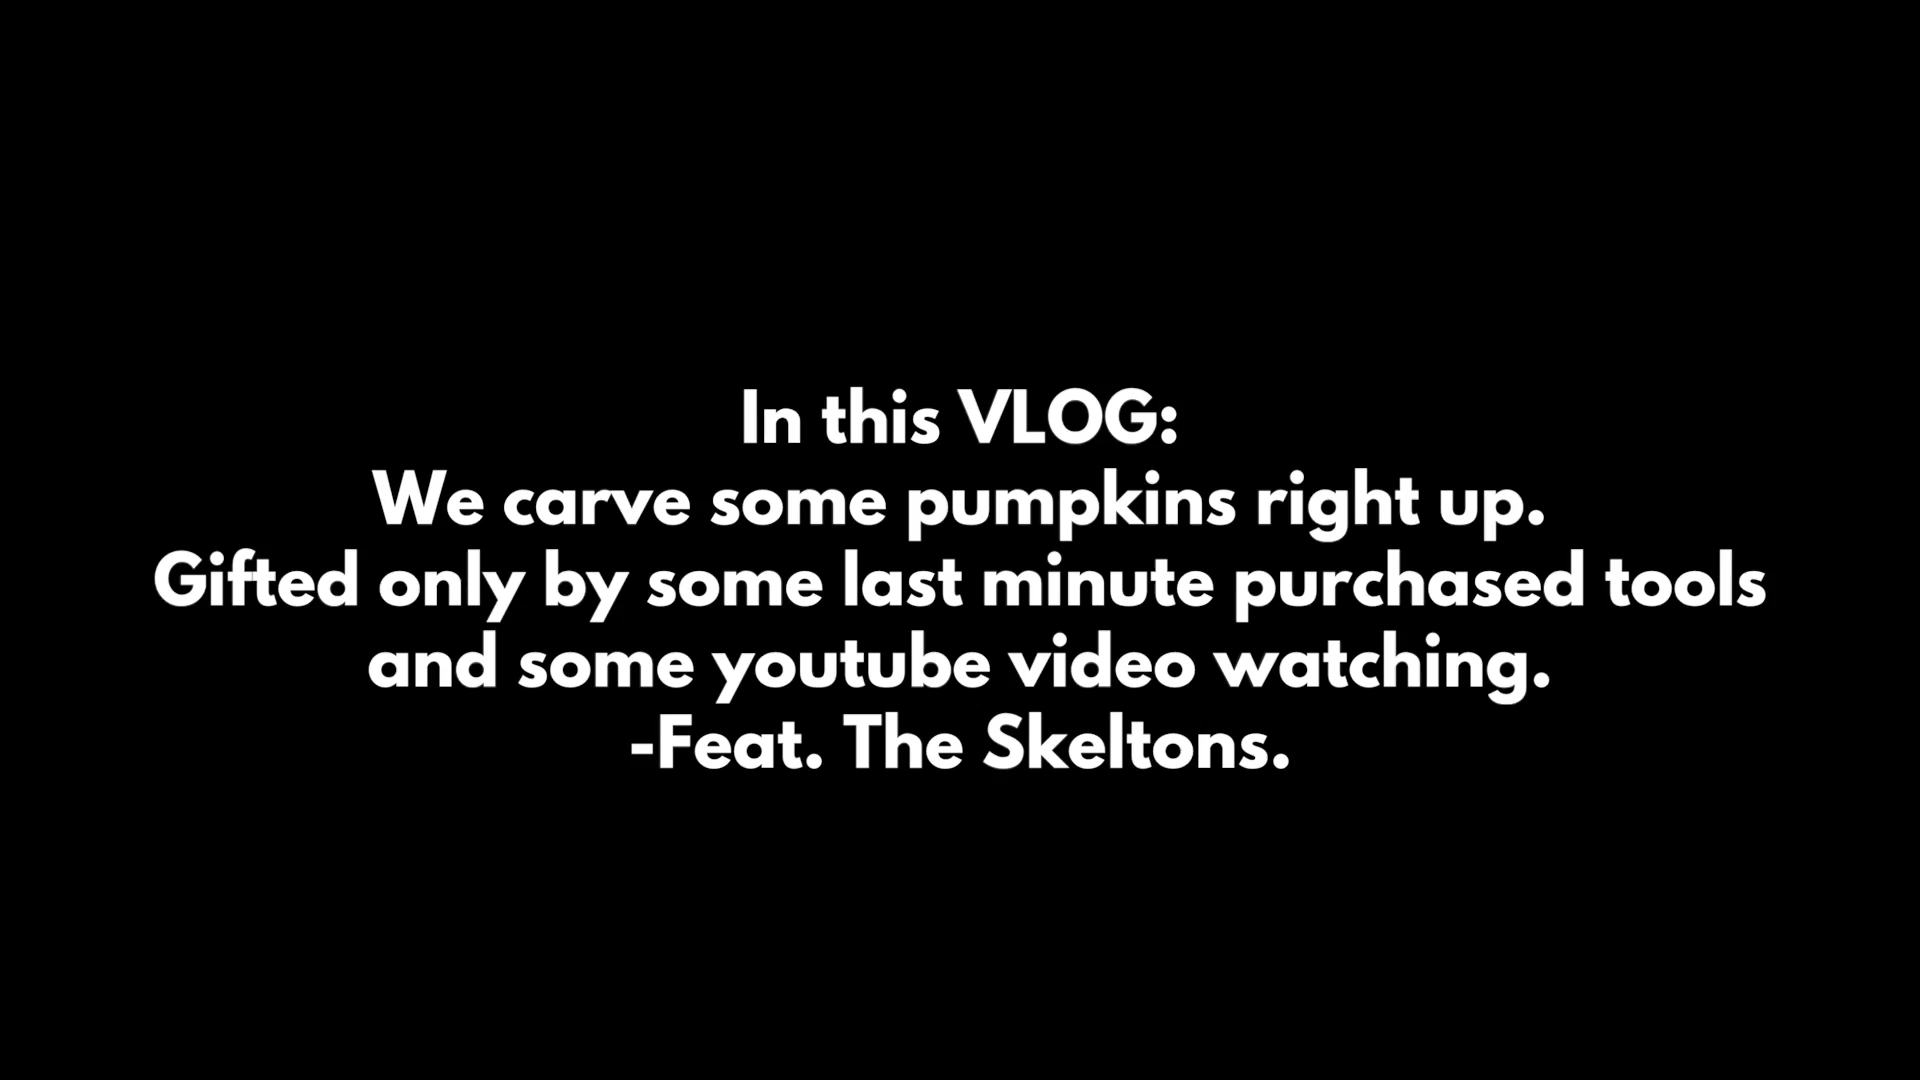 In this VLOG:
We carve some pumpkins right up.
Gifted only by some last minute purchased tools
and some youtube video watching.
-Feat. The Skeltons.